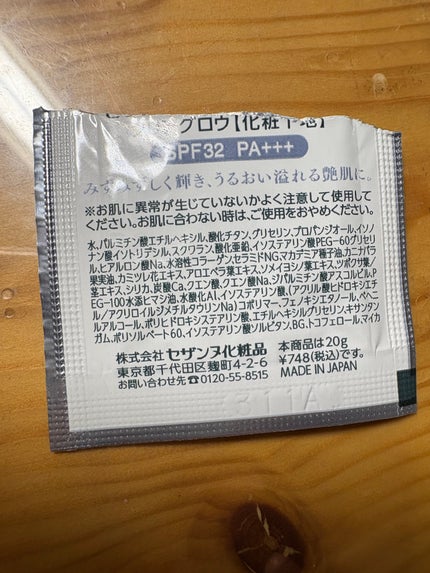 グロウ【化粧下地】
SPF32 PA+++
みずみずしく輝き、うるおい溢れる艶肌に。
※お肌に異常が生じていないかよく注意して使用して
ください。お肌に合わない時は、ご使用をおやめください。
水、パルミチン酸エチルヘキシル、酸化チタン、グリセリン、プロパンジオール、イソノ
ナン酸イソトリデシル、スクワラン、酸化亜鉛、イソステアリン酸PEG-60グリセリ
ル、ヒアルロン酸Na、水溶性コラーゲン、セラミドNG、マカデミア種子油、カニナバラ
果実油、カミツレ花エキス、アロエベラ葉エキス、ソメイヨシノ葉エキス、ツボクサ葉/
茎エキス、シリカ、炭酸Ca、クエン酸、クエン酸Na、ジパルミチン酸アスコルビル、P
EG-100水添ヒマシ油、水酸化Al、イソステアリン酸、(アクリル酸ヒドロキシエチ
ル/アクリロイルジメチルタウリンNa)コポリマー、フェノキシエタノール、ベヘニ
ルアルコール、ポリヒドロキシステアリン酸、エチルヘキシルグリセリン、キサンタン
ガム、ポリソルベート60、イソステアリン酸ソルビタン、BG、トコフェロール、マイカ
株式会社 セザンヌ化粧品
東京都千代田区麹町4-2-6
お問い合わせ先☎0120-55-8515
本商品は20g
¥748(税込)です。
MADE IN JAPAN
311A